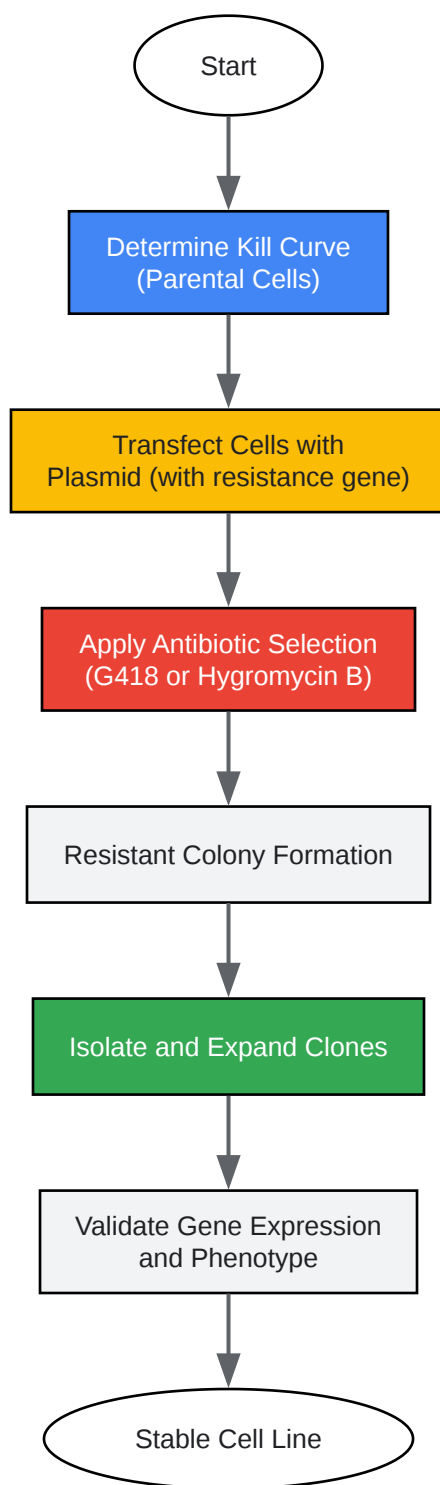 Start
Determine Kill Curve
(Parental Cells)
Transfect Cells with
Plasmid (with resistance gene)
Apply Antibiotic Selection
(G418 or Hygromycin B)
Resistant Colony Formation
Isolate and Expand Clones
Validate Gene Expression
and Phenotype
Stable Cell Line